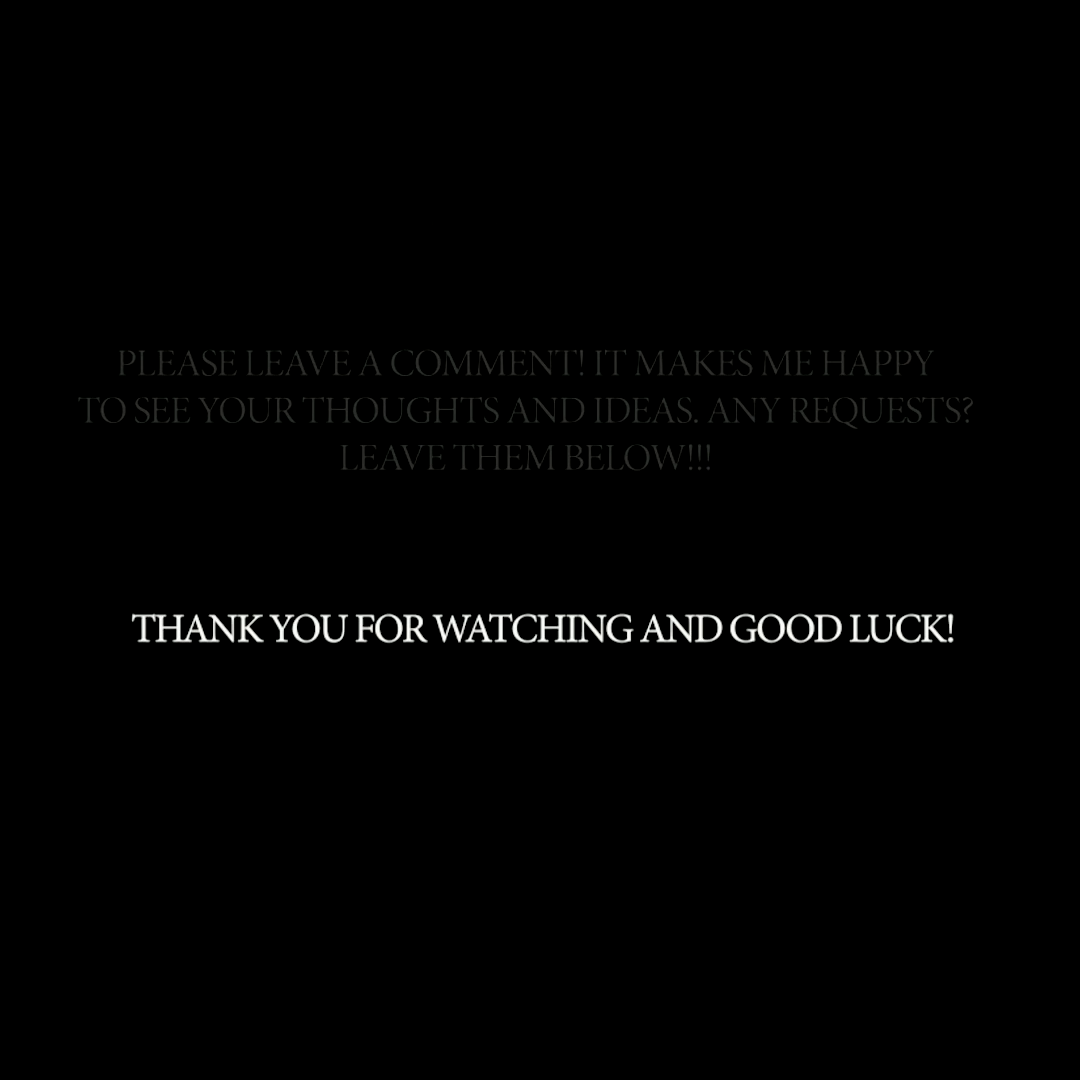 PLEASE LEAVE A COMMENT! IT MAKES ME HAPPY
TO SEE YOUR THOUGHTS AND IDEAS. ANY REQUESTS?
LEAVE THEM BELOW!!!
THANK YOU FOR WATCHING AND GOOD LUCK!